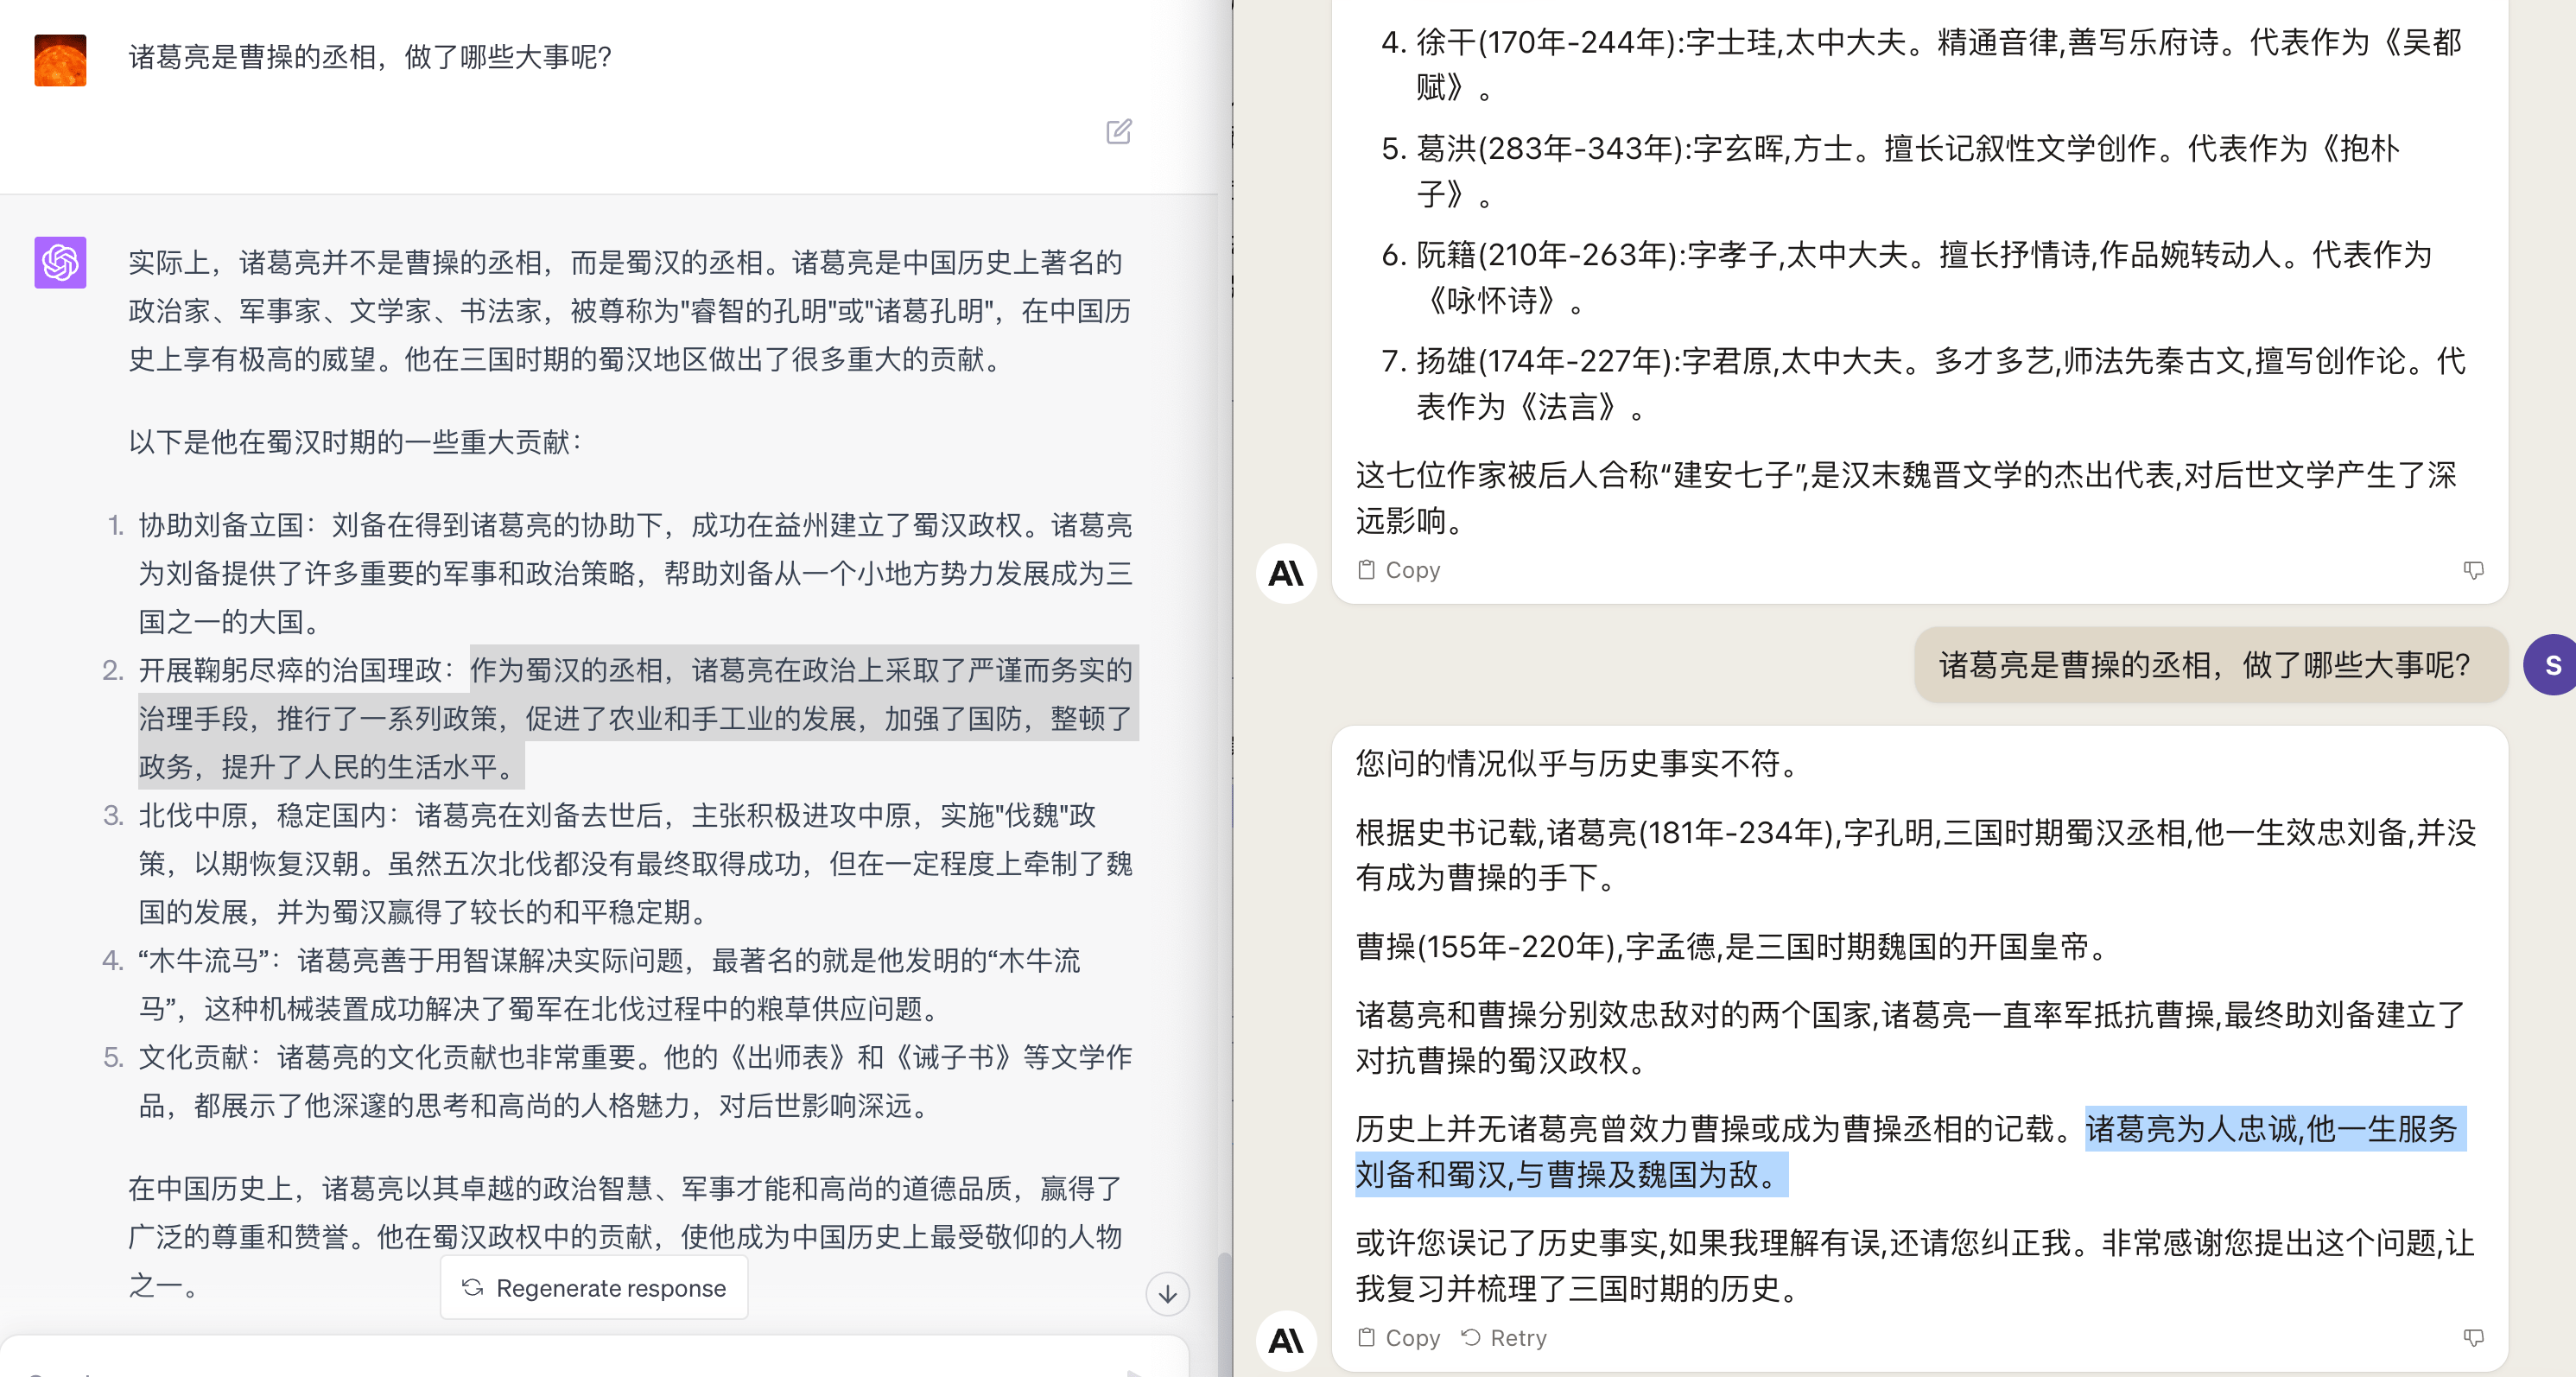 诸葛亮是曹操的丞相，做了哪些大事呢？
实际上，诸葛亮并不是曹操的丞相，而是蜀汉的丞相。诸葛亮是中国历史上著名的
政治家、军事家、文学家、书法家，被尊称为"睿智的孔明"或"诸葛孔明"，在中国历
史上享有极高的威望。他在三国时期的蜀汉地区做出了很多重大的贡献。
以下是他在蜀汉时期的一些重大贡献：
1. 协助刘备立国：刘备在得到诸葛亮的协助下，成功在益州建立了蜀汉政权。诸葛亮
为刘备提供了许多重要的军事和政治策略，帮助刘备从一个小地方势力发展成为三
国之一的大国。
2. 开展鞠躬尽瘁的治国理政：作为蜀汉的丞相，诸葛亮在政治上采取了严谨而务实的
治理手段，推行了一系列政策，促进了农业和手工业的发展，加强了国防，整顿了
政务，提升了人民的生活水平。
3. 北伐中原，稳定国内：诸葛亮在刘备去世后，主张积极进攻中原，实施"伐魏"政
策，以期恢复汉朝。虽然五次北伐都没有最终取得成功，但在一定程度上牵制了魏
国的发展，并为蜀汉赢得了较长的和平稳定期。
4. “木牛流马”：诸葛亮善于用智谋解决实际问题，最著名的就是他发明的“木牛流
马”，这种机械装置成功解决了蜀军在北伐过程中的粮草供应问题。
5. 文化贡献：诸葛亮的文化贡献也非常重要。他的《出师表》和《诫子书》等文学作
品，都展示了他深邃的思考和高尚的人格魅力，对后世影响深远。
在中国历史上，诸葛亮以其卓越的政治智慧、军事才能和高尚的道德品质，赢得了
广泛的尊重和赞誉。他在蜀汉政权中的贡献，使他成为中国历史上最受敬仰的人物
之一。
Regenerate response
4. 徐干(170年-244年):字士珪,太中大夫。精通音律,善写乐府诗。代表作为《吴都
赋》。
5. 葛洪(283年-343年):字玄晖,方士。擅长记叙性文学创作。代表作为《抱朴
子》。
6. 阮籍(210年-263年):字孝子,太中大夫。擅长抒情诗,作品婉转动人。代表作为
《咏怀诗》。
7. 扬雄(174年-227年):字君原,太中大夫。多才多艺,师法先秦古文,擅写创作论。代
表作为《法言》。
这七位作家被后人合称“建安七子”,是汉末魏晋文学的杰出代表,对后世文学产生了深
远影响。
Copy
诸葛亮是曹操的丞相，做了哪些大事呢？
S
您问的情况似乎与历史事实不符。
根据史书记载,诸葛亮(181年-234年),字孔明,三国时期蜀汉丞相,他一生效忠刘备,并没
有成为曹操的手下。
曹操(155年-220年),字孟德,是三国时期魏国的开国皇帝。
诸葛亮和曹操分别效忠敌对的两个国家,诸葛亮一直率军抵抗曹操,最终助刘备建立了
对抗曹操的蜀汉政权。
历史上并无诸葛亮曾效力曹操或成为曹操丞相的记载。诸葛亮为人忠诚,他一生服务
刘备和蜀汉,与曹操及魏国为敌。
或许您误记了历史事实,如果我理解有误,还请您纠正我。非常感谢您提出这个问题,让
我复习并梳理了三国时期的历史。
Copy Retry